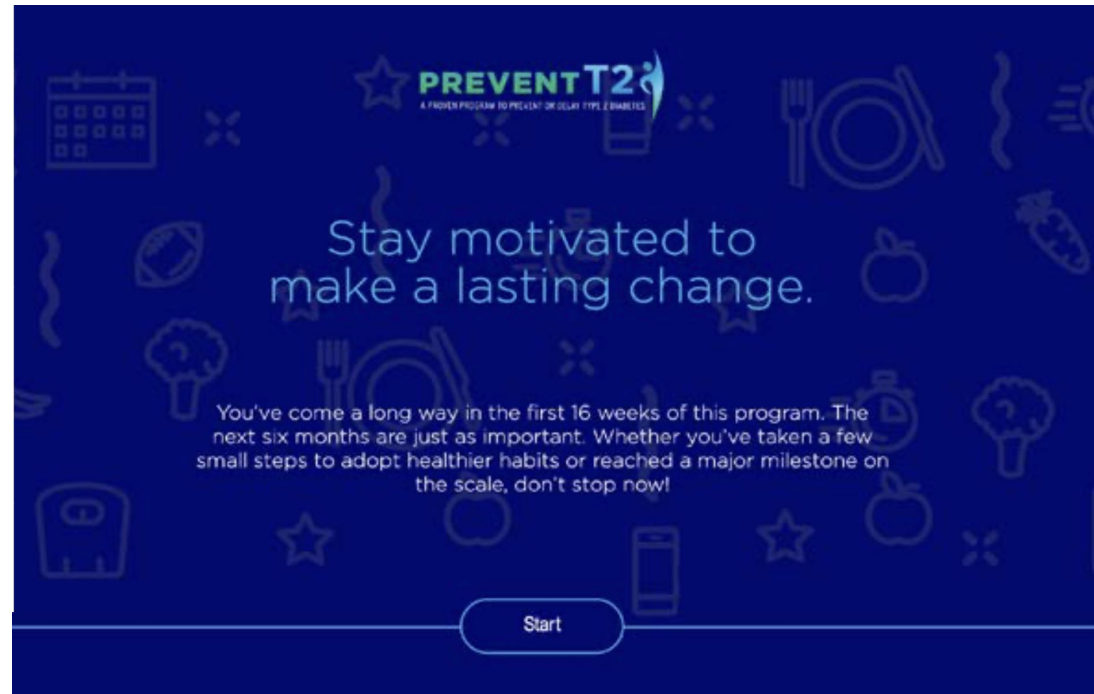 PREVENT T2
A PROVEN PROGRAM TO PREVENT OR DELAY TYPE 2 DIABETES
Stay motivated to
make a lasting change.
You've come a long way in the first 16 weeks of this program. The
next six months are just as important. Whether you've taken a few
small steps to adopt healthier habits or reached a major milestone on
the scale, don't stop now!
Start